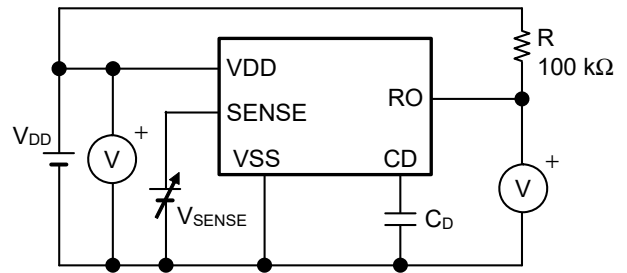 R
100 kΩ
VDD
RO
SENSE
VDD
+
V
VSS
CD
+
V
VSENSE
CD